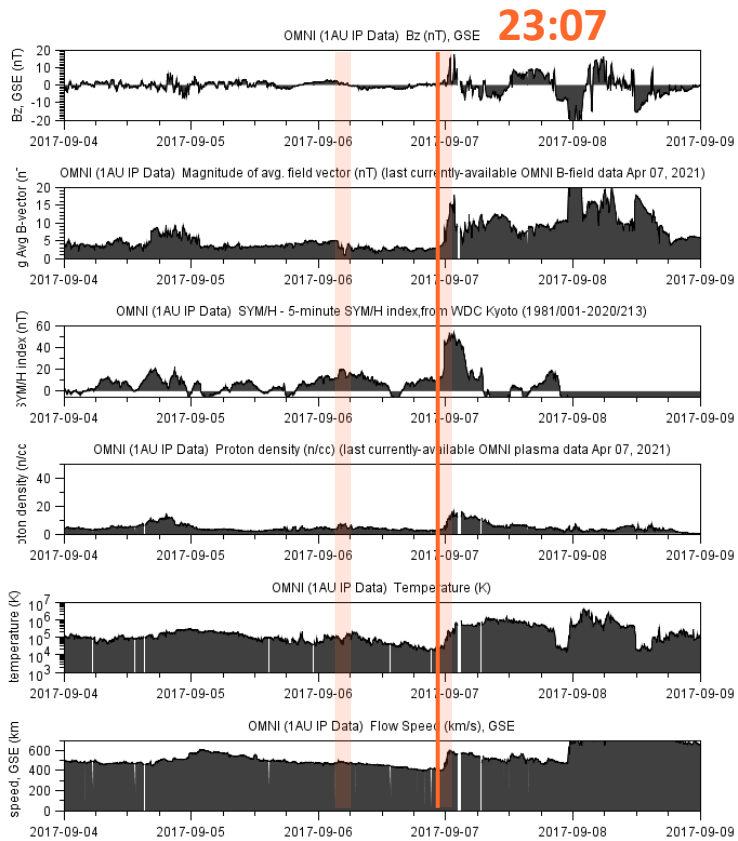 OMNI (1AU IP Data) Bz (nT), GSE 23:07
Bz, GSE (nT)
20
10
0
-10
-20
2017-09-04 2017-09-05 2017-09-06 2017-09-07 2017-09-08 2017-09-09
OMNI (1AU IP Data) Magnitude of avg. field vector (nT) (last currently-available OMNI B-field data Apr 07, 2021)
g Avg B-vector (n
20
15
10
5
0
2017-09-04 2017-09-05 2017-09-06 2017-09-07 2017-09-08 2017-09-09
OMNI (1AU IP Data) SYM/H - 5-minute SYM/H index,from WDC Kyoto (1981/001-2020/213)
SYM/H index (nT)
60
40
20
0
2017-09-04 2017-09-05 2017-09-06 2017-09-07 2017-09-08 2017-09-09
OMNI (1AU IP Data) Proton density (n/cc) (last currently-available OMNI plasma data Apr 07, 2021)
oton density (n/cc
40
20
0
2017-09-04 2017-09-05 2017-09-06 2017-09-07 2017-09-08 2017-09-09
OMNI (1AU IP Data) Temperature (K)
temperature (K)
10^7
10^6
10^5
10^4
10^3
2017-09-04 2017-09-05 2017-09-06 2017-09-07 2017-09-08 2017-09-09
OMNI (1AU IP Data) Flow Speed (km/s), GSE
speed, GSE (km
600
400
200
0
2017-09-04 2017-09-05 2017-09-06 2017-09-07 2017-09-08 2017-09-09